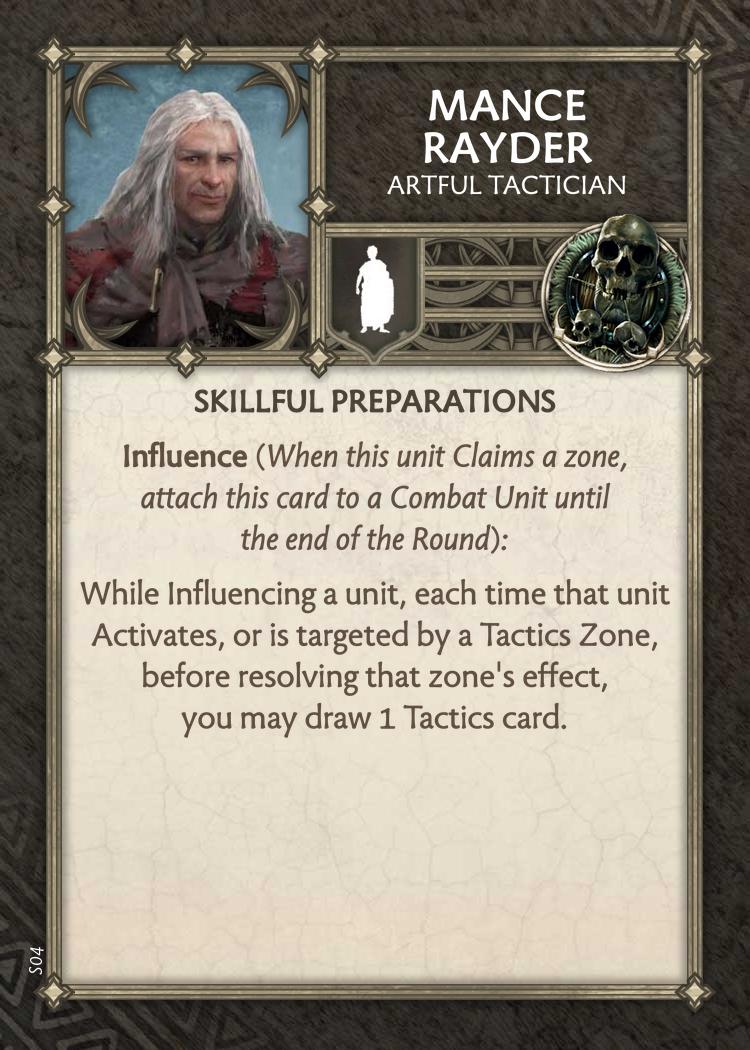 MANCE
RAYDER
ARTFUL TACTICIAN
SKILLFUL PREPARATIONS
Influence (When this unit Claims a zone,
attach this card to a Combat Unit until
the end of the Round):
While Influencing a unit, each time that unit
Activates, or is targeted by a Tactics Zone,
before resolving that zone's effect,
you may draw 1 Tactics card.
S04